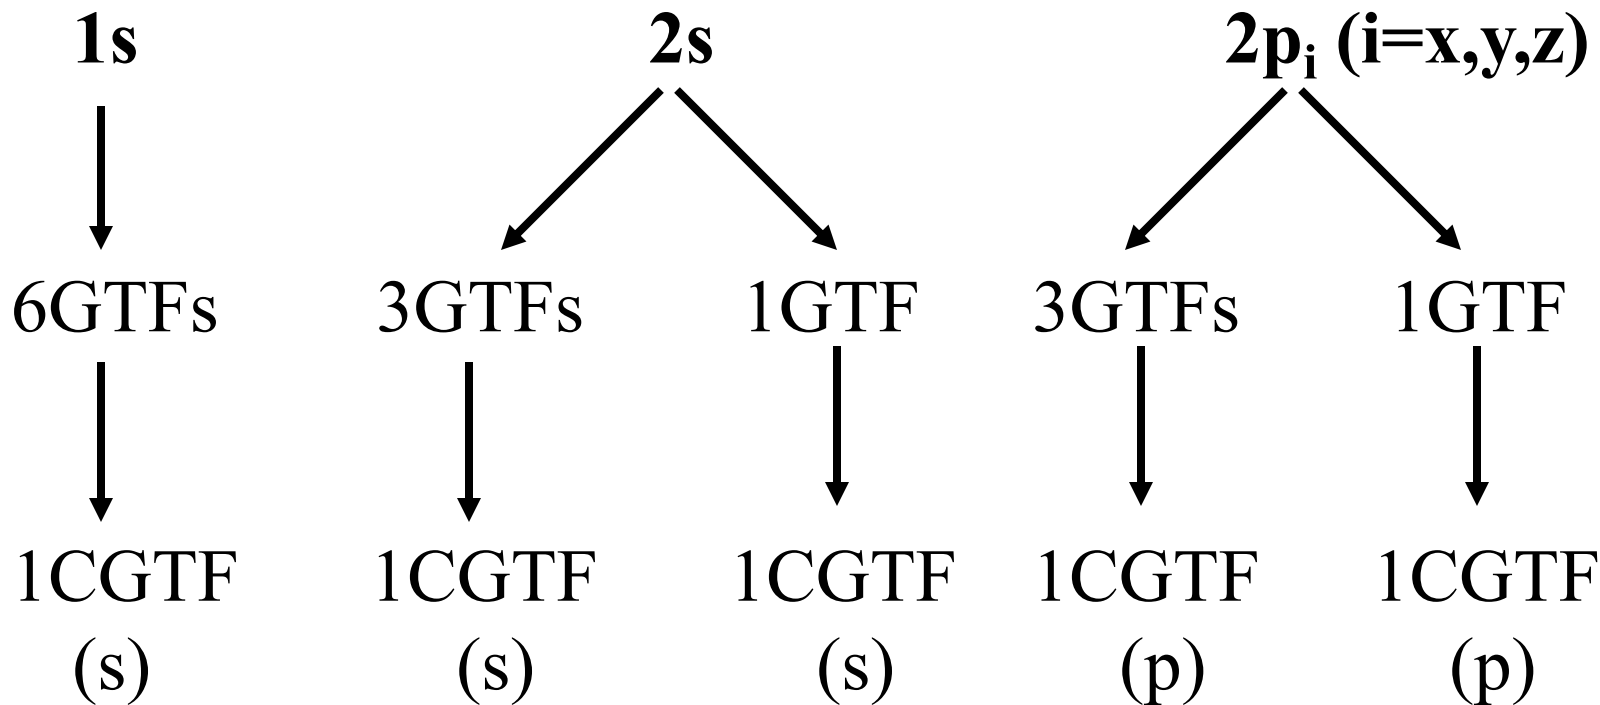 1s 2s 2pi (i=x,y,z)
6GTFs 3GTFs 1GTF 3GTFs 1GTF
1CGTF 1CGTF 1CGTF 1CGTF 1CGTF
(s) (s) (s) (p) (p)